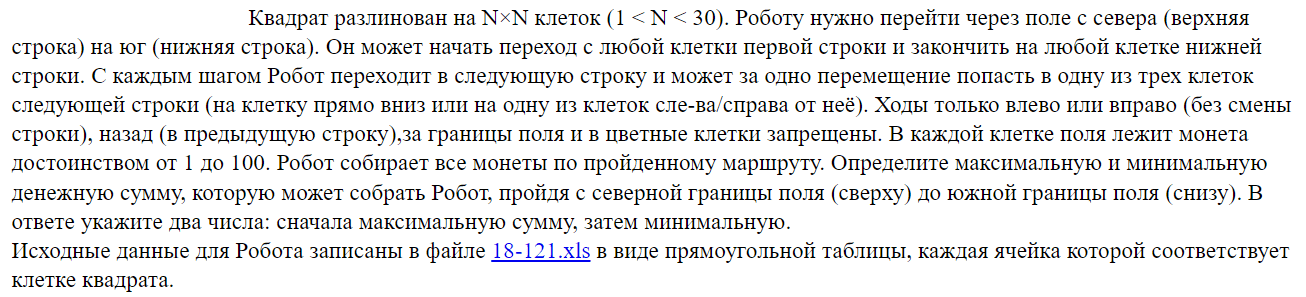 Квадрат разлинован на N×N клеток (1 < N < 30). Роботу нужно перейти через поле с севера (верхняя
строка) на юг (нижняя строка). Он может начать переход с любой клетки первой строки и закончить на любой клетке нижней
строки. С каждым шагом Робот переходит в следующую строку и может за одно перемещение попасть в одну из трех клеток
следующей строки (на клетку прямо вниз или на одну из клеток сле-ва/справа от неё). Ходы только влево или вправо (без смены
строки), назад (в предыдущую строку),за границы поля и в цветные клетки запрещены. В каждой клетке поля лежит монета
достоинством от 1 до 100. Робот собирает все монеты по пройденному маршруту. Определите максимальную и минимальную
денежную сумму, которую может собрать Робот, пройдя с северной границы поля (сверху) до южной границы поля (снизу). В
ответе укажите два числа: сначала максимальную сумму, затем минимальную.
Исходные данные для Робота записаны в файле 18-121.xls в виде прямоугольной таблицы, каждая ячейка которой соответствует
клетке квадрата.